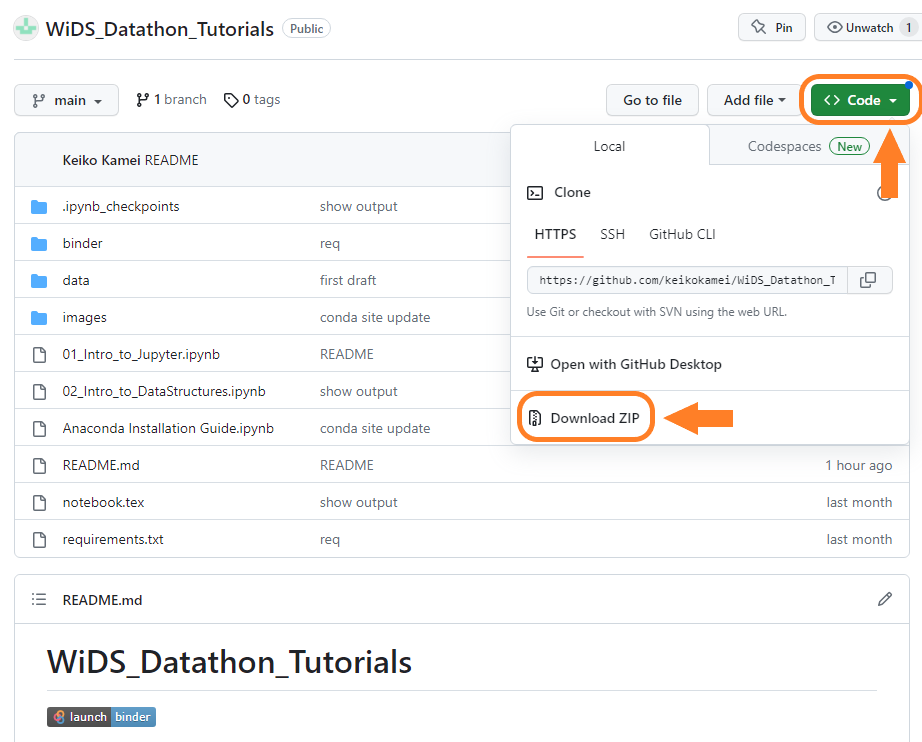 WiDS_Datathon_Tutorials Public Pin Unwatch 1
main 1 branch 0 tags Go to file Add file Code
Keiko Kamei README
Local Codespaces New
Clone
HTTPS SSH GitHub CLI
https://github.com/keikokamei/WiDS_Datathon_T
Use Git or checkout with SVN using the web URL.
Open with GitHub Desktop
Download ZIP
.ipynb_checkpoints show output
binder req
data first draft
images conda site update
01_Intro_to_Jupyter.ipynb README
02_Intro_to_DataStructures.ipynb show output
Anaconda Installation Guide.ipynb conda site update
README.md README 1 hour ago
notebook.tex show output last month
requirements.txt req last month
README.md
WiDS_Datathon_Tutorials
launch binder